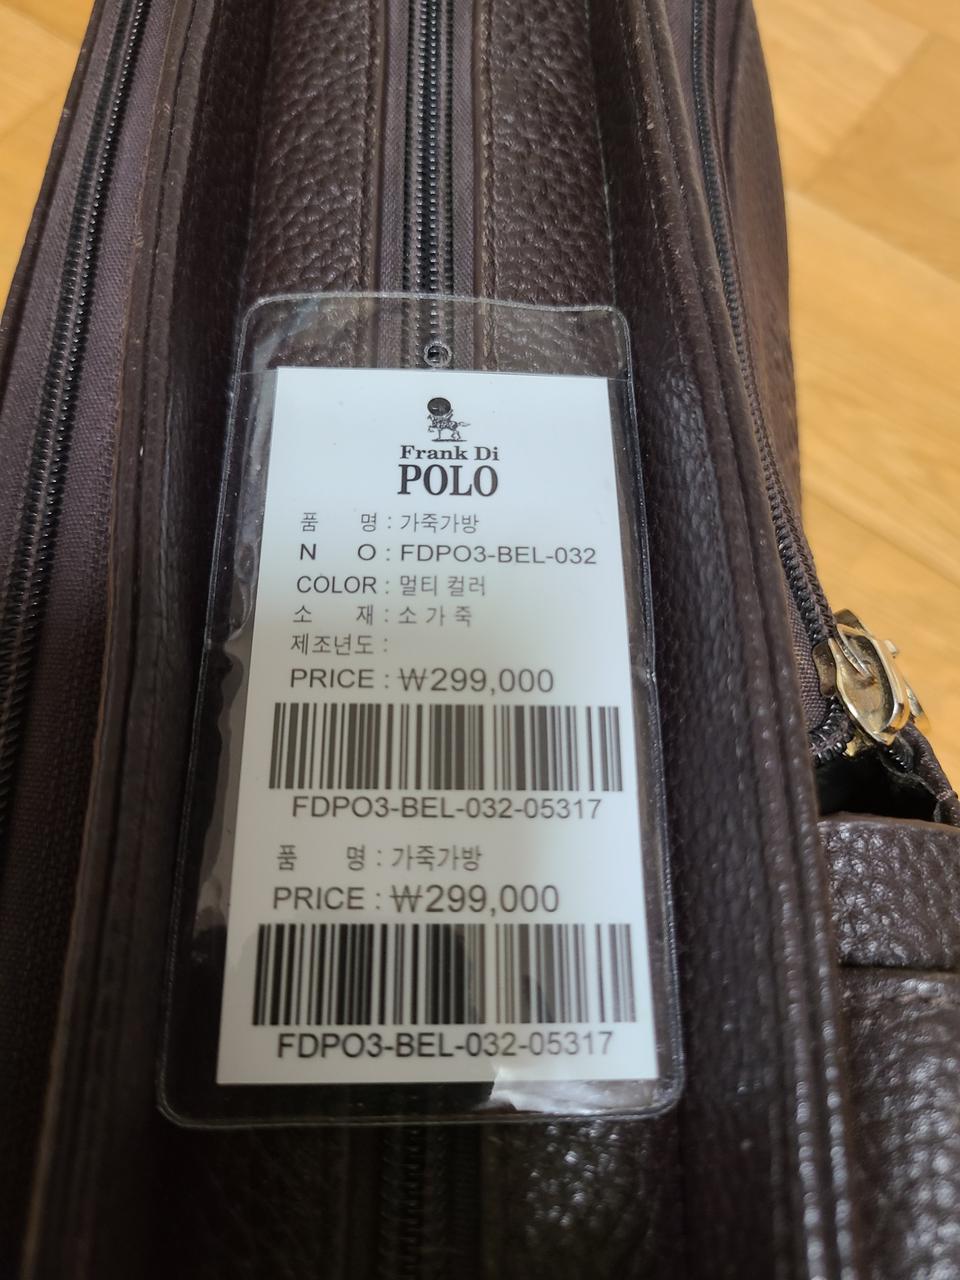 Frank Di
POLO
품 명 : 가죽가방
N O : FDPO3-BEL-032
COLOR : 멀티 컬러
소 재 : 소 가 죽
제조년도 :
PRICE : ₩299,000
FDPO3-BEL-032-05317
품 명 : 가죽가방
PRICE : ₩299,000
FDPO3-BEL-032-05317